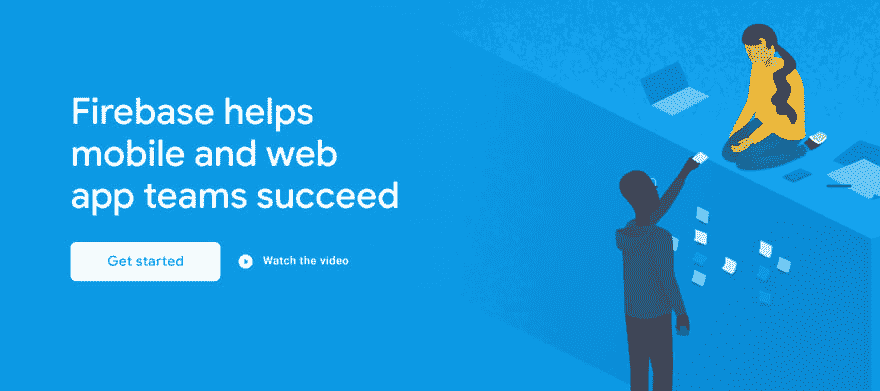 Firebase helps
mobile and web
app teams succeed
Get started
Watch the video